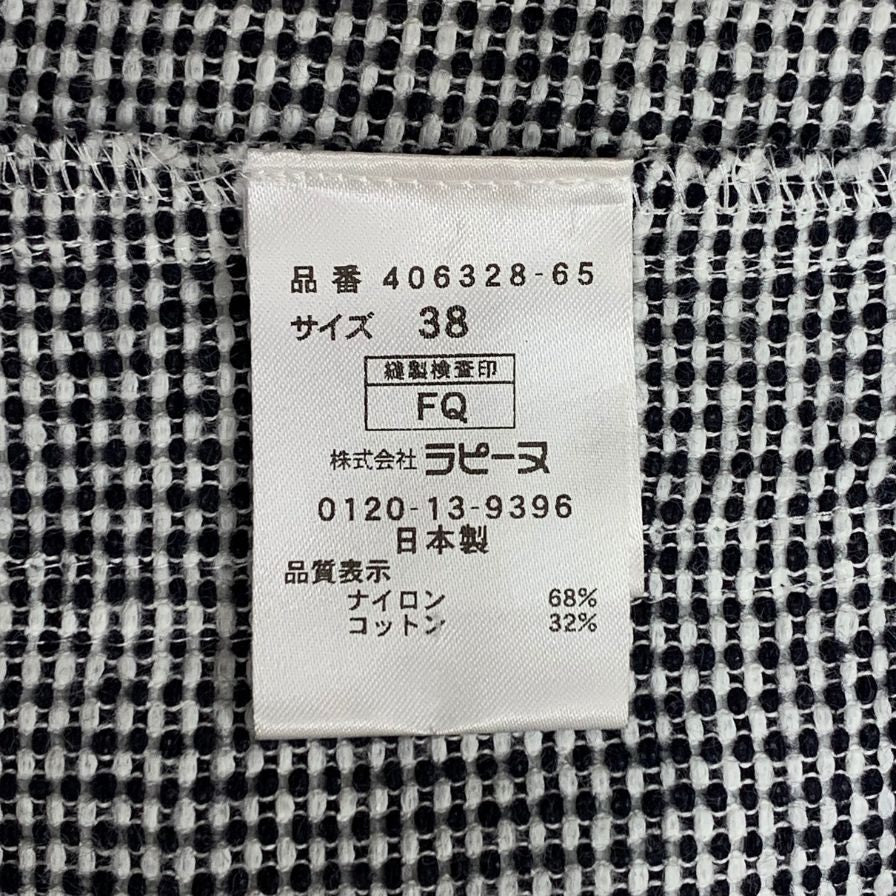 品番 406328-65
サイズ 38
縫製検査印
FQ
株式会社 ラピーヌ
0120-13-9396
日本製
品質表示
ナイロン 68%
コットン 32%